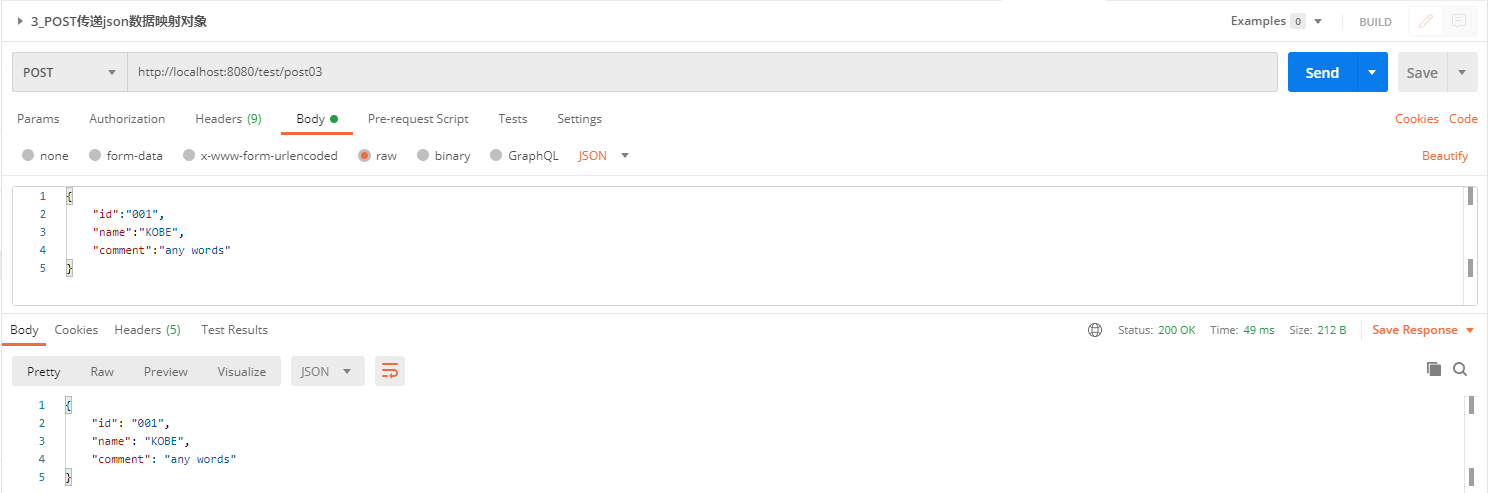 3_POST传递json数据映射对象 Examples 0 BUILD
POST http://localhost:8080/test/post03 Send Save
Params Authorization Headers (9) Body Pre-request Script Tests Settings Cookies Code
none form-data x-www-form-urlencoded raw binary GraphQL JSON Beautify
1 {
2 "id":"001",
3 "name":"KOBE",
4 "comment":"any words"
5 }
Body Cookies Headers (5) Test Results Status: 200 OK Time: 49 ms Size: 212 B Save Response
Pretty Raw Preview Visualize JSON
1 {
2 "id": "001",
3 "name": "KOBE",
4 "comment": "any words"
5 }